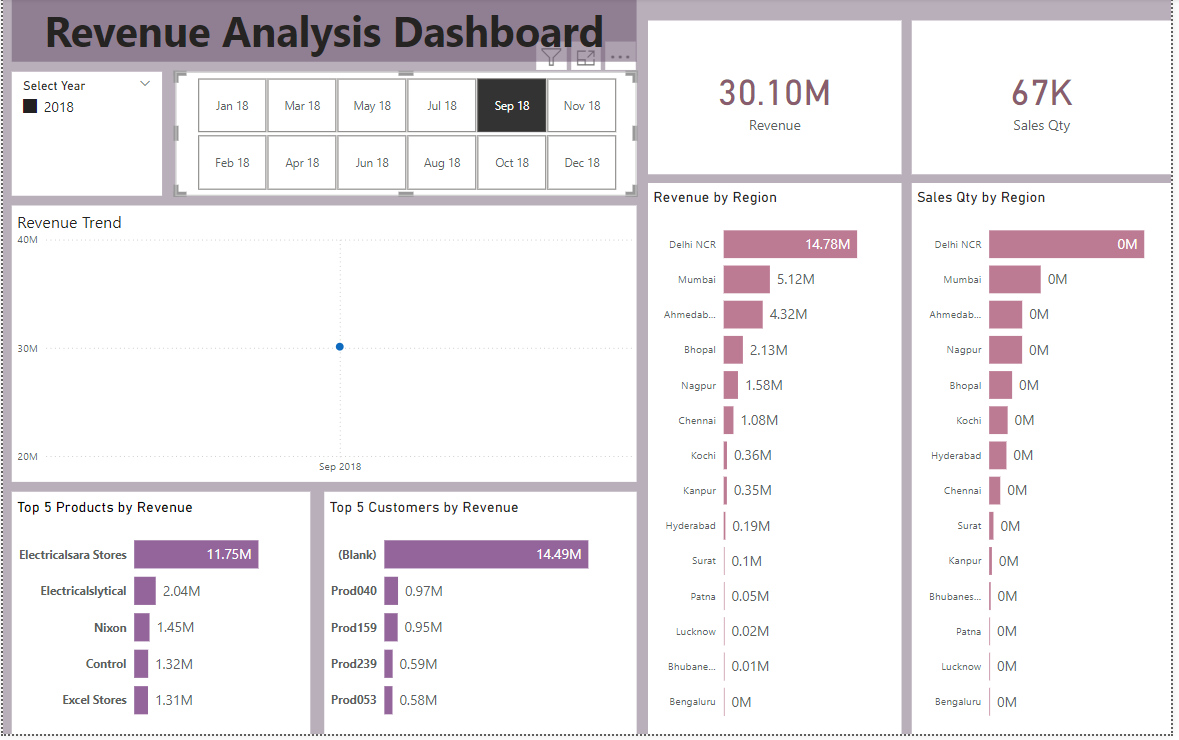 Revenue Analysis Dashboard
Select Year
2018
Jan 18
Mar 18
May 18
Jul 18
Sep 18
Nov 18
Feb 18
Apr 18
Jun 18
Aug 18
Oct 18
Dec 18
30.10M
Revenue
67K
Sales Qty
Revenue Trend
40M
30M
20M
Sep 2018
Top 5 Products by Revenue
Electricalsara Stores 11.75M
Electricalslytical 2.04M
Nixon 1.45M
Control 1.32M
Excel Stores 1.31M
Top 5 Customers by Revenue
(Blank) 14.49M
Prod040 0.97M
Prod159 0.95M
Prod239 0.59M
Prod053 0.58M
Revenue by Region
Delhi NCR 14.78M
Mumbai 5.12M
Ahmedab... 4.32M
Bhopal 2.13M
Nagpur 1.58M
Chennai 1.08M
Kochi 0.36M
Kanpur 0.35M
Hyderabad 0.19M
Surat 0.1M
Patna 0.05M
Lucknow 0.02M
Bhubane... 0.01M
Bengaluru 0M
Sales Qty by Region
Delhi NCR 0M
Mumbai 0M
Ahmedab... 0M
Nagpur 0M
Bhopal 0M
Kochi 0M
Hyderabad 0M
Chennai 0M
Surat 0M
Kanpur 0M
Bhubanes... 0M
Patna 0M
Lucknow 0M
Bengaluru 0M